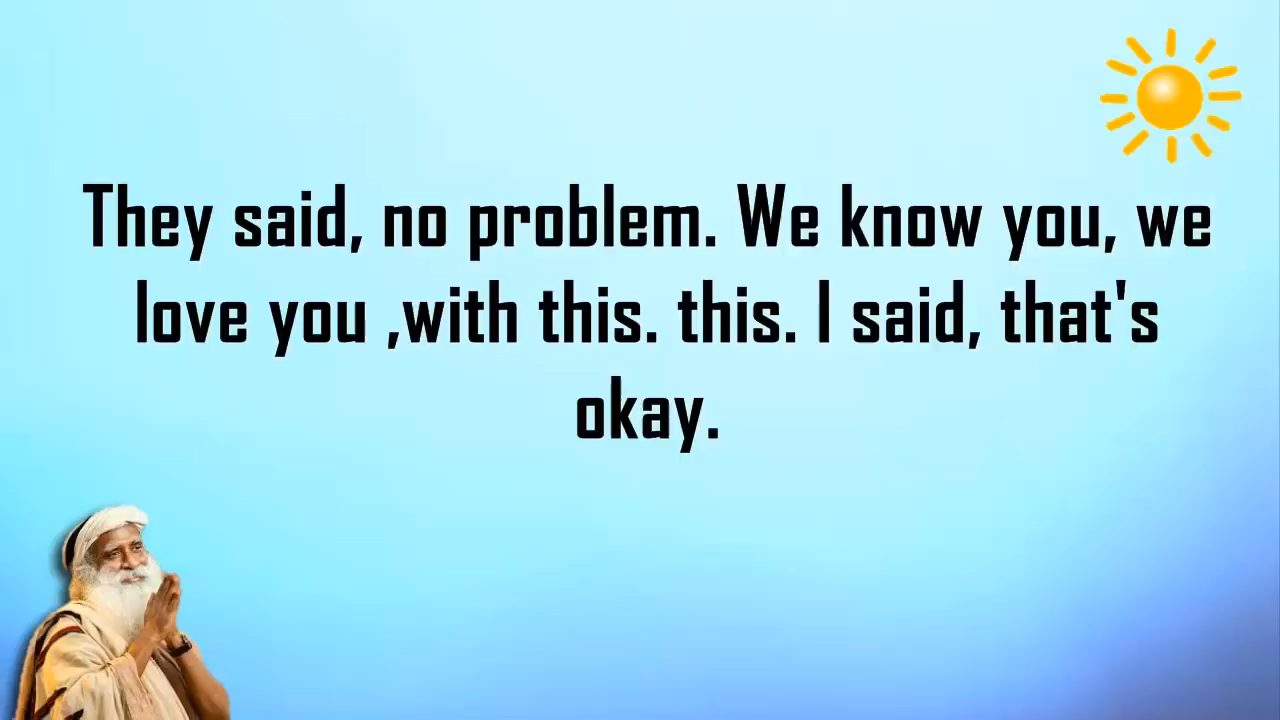 They said, no problem. We know you, we
love you ,with this. this. I said, that's
okay.